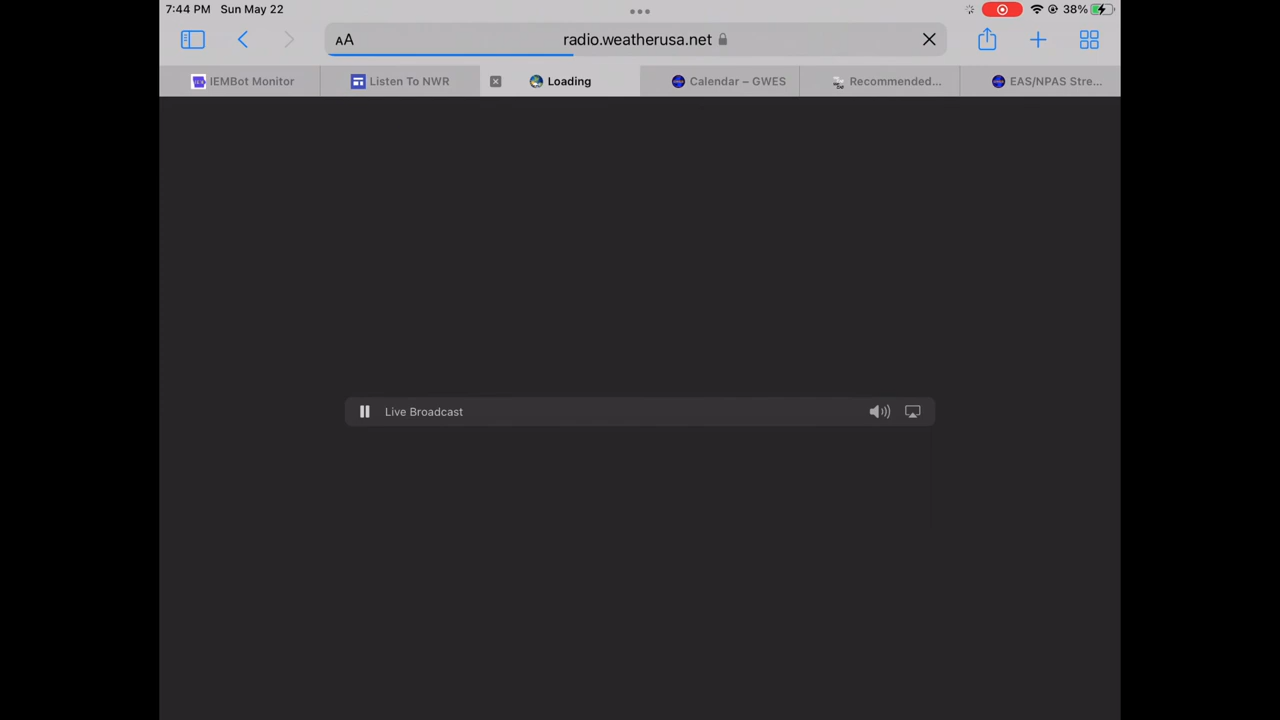 7:44 PM Sun May 22
38%
AA radio.weatherusa.net
IEMBot Monitor
Listen To NWR
Loading
Calendar – GWES
Recommended...
EAS/NPAS Stre...
Live Broadcast